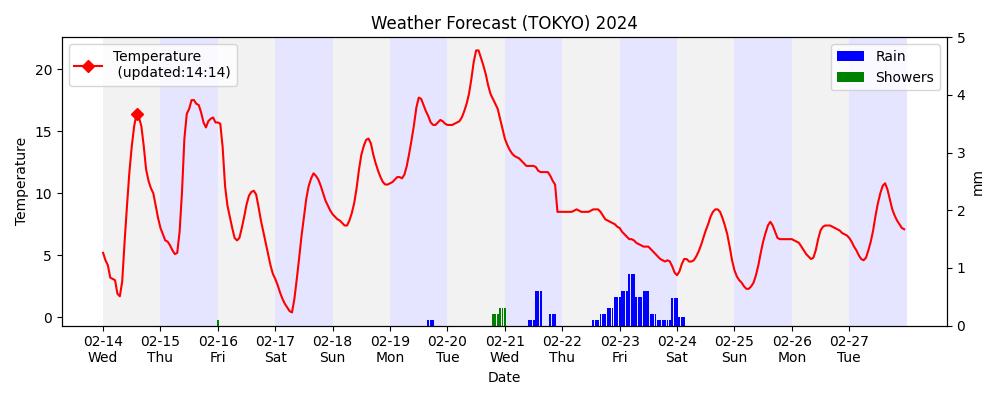 Weather Forecast (TOKYO) 2024
Temperature
(updated:14:14)
Rain
Showers
Temperature
20
15
10
5
0
5
4
3
2
1
0
mm
02-14 02-15 02-16 02-17 02-18 02-19 02-20 02-21 02-22 02-23 02-24 02-25 02-26 02-27
Wed Thu Fri Sat Sun Mon Tue Wed Thu Fri Sat Sun Mon Tue
Date